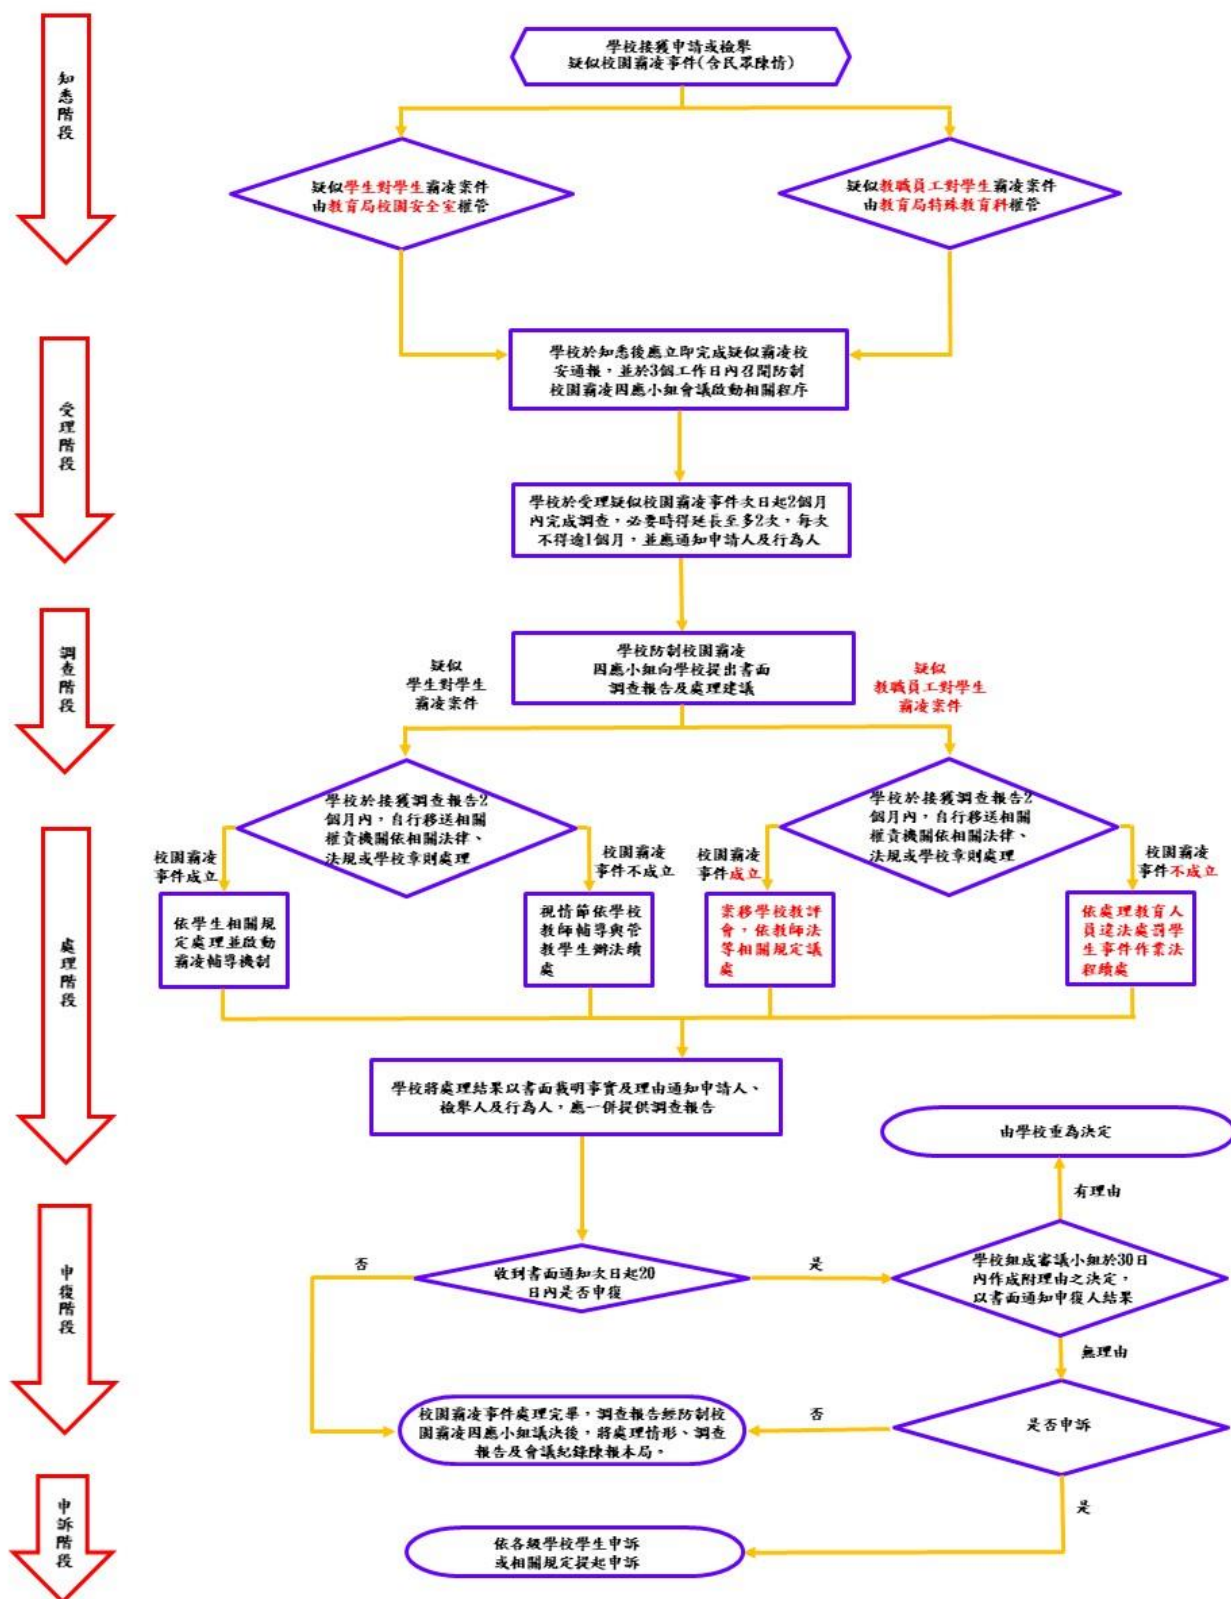 知悉階段
學校接獲申請或檢舉
疑似校園霸凌事件(含民眾陳情)
疑似學生對學生霸凌案件
由教育局校園安全室權管
疑似教職員工對學生霸凌案件
由教育局特殊教育科權管
受理階段
學校於知悉後應立即完成疑似霸凌校
安通報，並於3個工作日內召開防制
校園霸凌因應小組會議啟動相關程序
學校於受理疑似校園霸凌事件次日起2個月
內完成調查，必要時得延長至多2次，每次
不得逾1個月，並應通知申請人及行為人
調查階段
學校防制校園霸凌
因應小組向學校提出書面
調查報告及處理建議
疑似
學生對學生
霸凌案件
疑似
教職員工對學生
霸凌案件
處理階段
學校於接獲調查報告2
個月內，自行移送相關
權責機關依相關法律、
法規或學校章則處理
學校於接獲調查報告2
個月內，自行移送相關
權責機關依相關法律、
法規或學校章則處理
校園霸凌
事件成立
校園霸凌
事件不成立
校園霸凌
事件成立
校園霸凌
事件不成立
依學生相關規
定處理並啟動
霸凌輔導機制
視情節依學校
教師輔導與管
教學生辦法續
處
案移學校教評
會，依教師法
等相關規定議
處
依處理教育人
員違法處罰學
生事件作業法
程續處
學校將處理結果以書面載明事實及理由通知申請人、
檢舉人及行為人，應一併提供調查報告
由學校重為決定
有理由
申復階段
收到書面通知次日起20
日內是否申復
否
是
學校組成審議小組於30日
內作成附理由之決定，
以書面通知申復人結果
無理由
校園霸凌事件處理完畢，調查報告經防制校
園霸凌因應小組議決後，將處理情形、調查
報告及會議紀錄陳報本局。
否
是否申訴
是
申訴階段
依各級學校學生申訴
或相關規定提起申訴